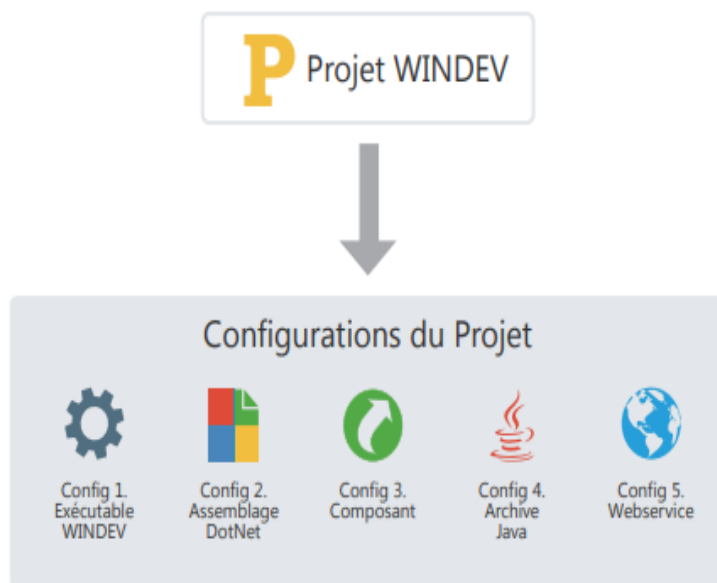 P Projet WINDEV
Configurations du Projet
Config 1.
Exécutable
WINDEV
Config 2.
Assemblage
DotNet
Config 3.
Composant
Config 4.
Archive
Java
Config 5.
Webservice